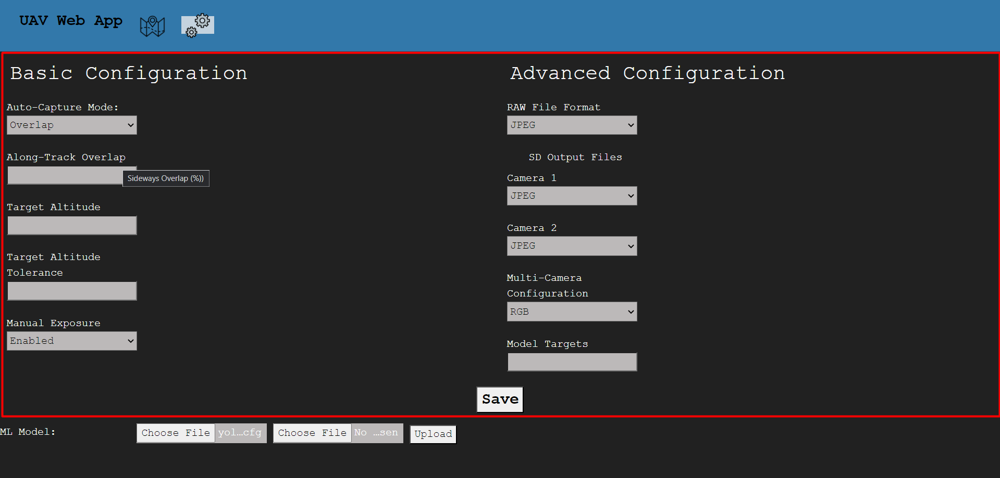 UAV Web App
Basic Configuration
Auto-Capture Mode:
Overlap
Along-Track Overlap
Sideways Overlap (%))
Target Altitude
Target Altitude
Tolerance
Manual Exposure
Enabled
Advanced Configuration
RAW File Format
JPEG
SD Output Files
Camera 1
JPEG
Camera 2
JPEG
Multi-Camera
Configuration
RGB
Model Targets
Save
ML Model:
Choose File yol…cfg
Choose File No …sen
Upload